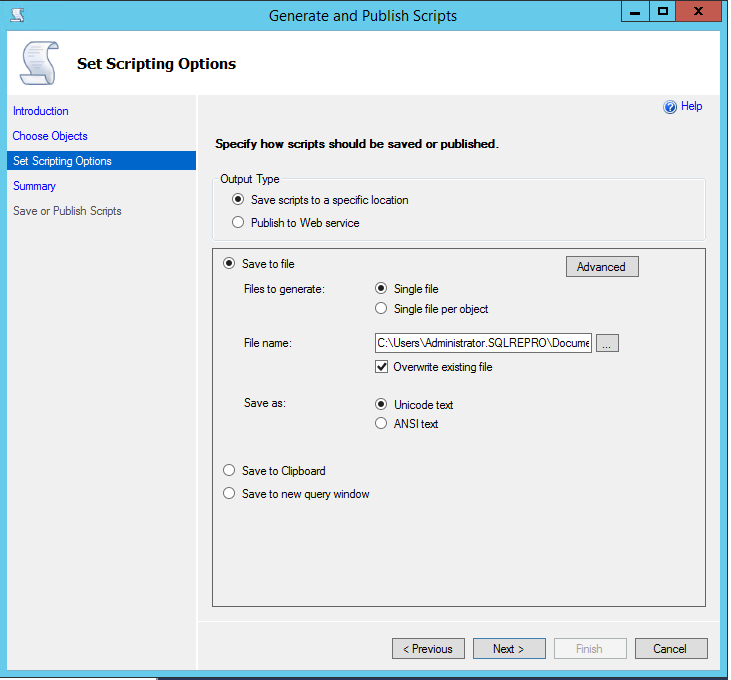 Generate and Publish Scripts
X
Set Scripting Options
Introduction
Choose Objects
Set Scripting Options
Summary
Save or Publish Scripts
Help
Specify how scripts should be saved or published.
Output Type
Save scripts to a specific location
Publish to Web service
Save to file
Advanced
Files to generate:
Single file
Single file per object
File name:
C:\Users\Administrator.SQLREPRO\Docume
...
Overwrite existing file
Save as:
Unicode text
ANSI text
Save to Clipboard
Save to new query window
< Previous
Next >
Finish
Cancel